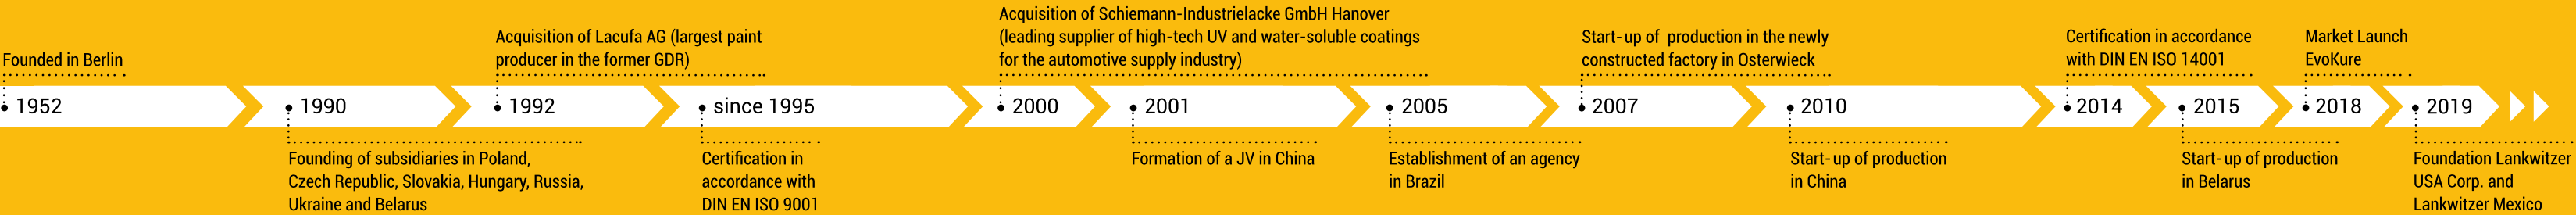 Founded in Berlin
1952
1990
Founding of subsidiaries in Poland,
Czech Republic, Slovakia, Hungary, Russia,
Ukraine and Belarus
Acquisition of Lacufa AG (largest paint
producer in the former GDR)
1992
since 1995
Certification in
accordance with
DIN EN ISO 9001
Acquisition of Schiemann-Industrielacke GmbH Hanover
(leading supplier of high-tech UV and water-soluble coatings
for the automotive supply industry)
2000
2001
Formation of a JV in China
2005
Establishment of an agency
in Brazil
Start-up of production in the newly
constructed factory in Osterwieck
2007
2010
Start-up of production
in China
Certification in accordance
with DIN EN ISO 14001
2014
2015
Start-up of production
in Belarus
Market Launch
EvoKure
2018
2019
Foundation Lankwitzer
USA Corp. and
Lankwitzer Mexico